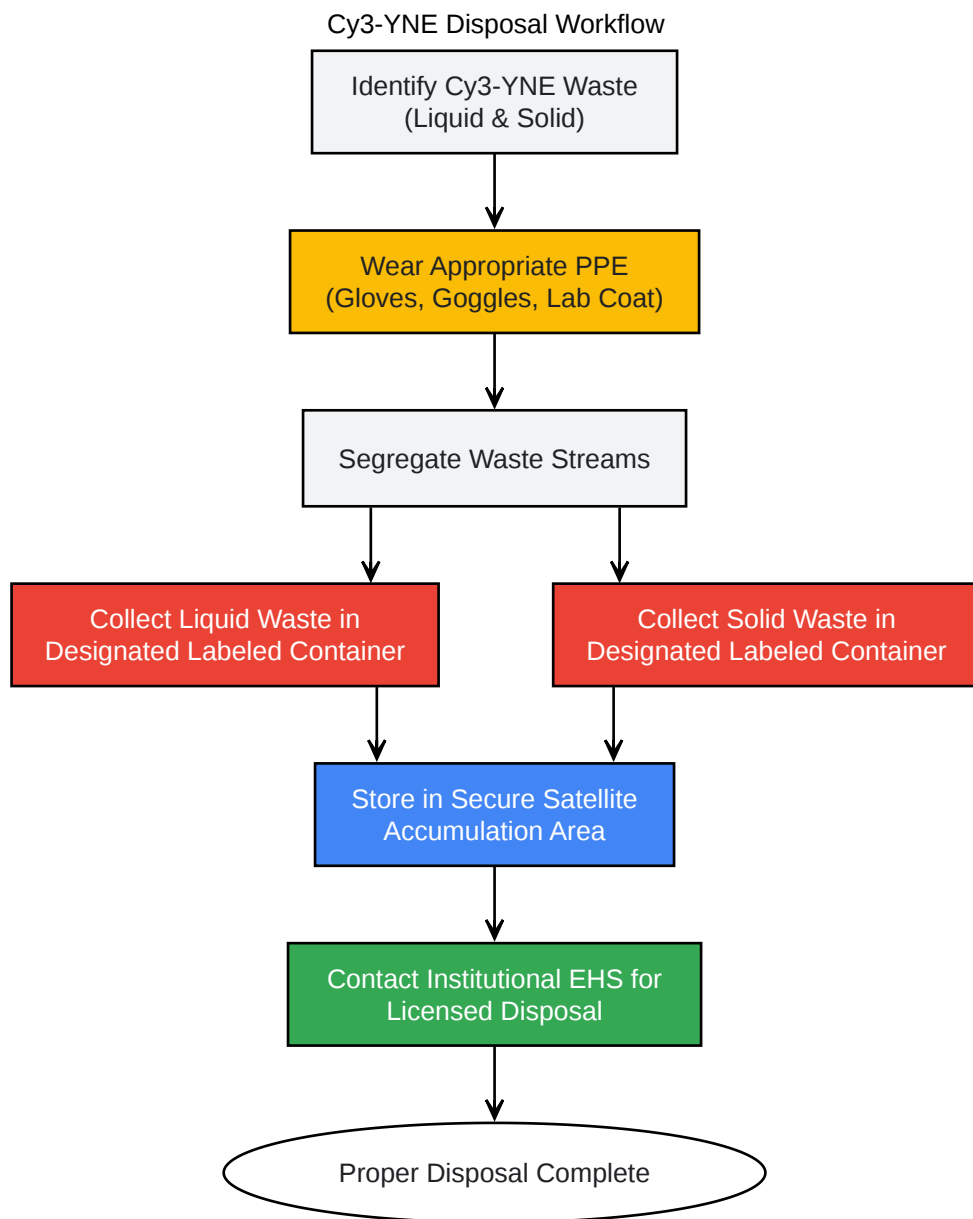 Cy3-YNE Disposal Workflow
Identify Cy3-YNE Waste
(Liquid & Solid)
Wear Appropriate PPE
(Gloves, Goggles, Lab Coat)
Segregate Waste Streams
Collect Liquid Waste in
Designated Labeled Container
Collect Solid Waste in
Designated Labeled Container
Store in Secure Satellite
Accumulation Area
Contact Institutional EHS for
Licensed Disposal
Proper Disposal Complete